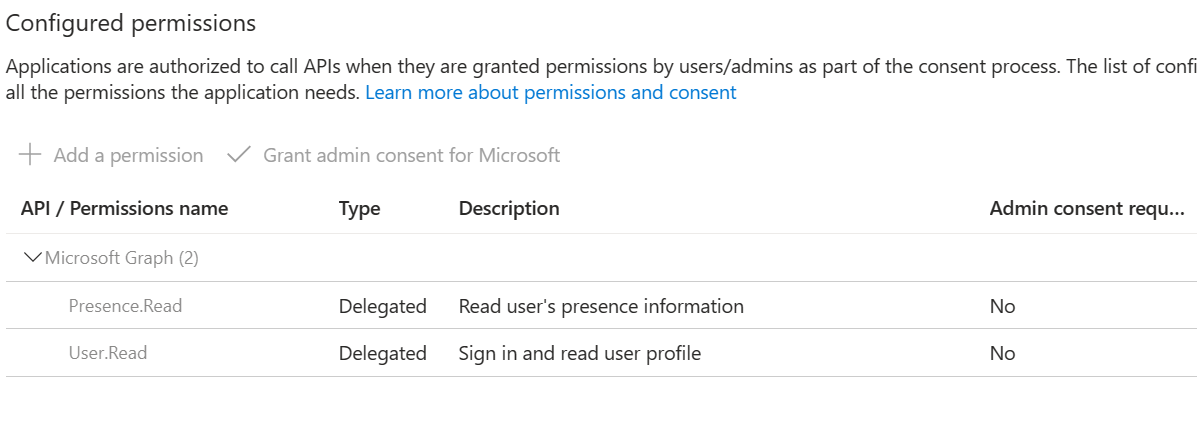 Configured permissions
Applications are authorized to call APIs when they are granted permissions by users/admins as part of the consent process. The list of confi
all the permissions the application needs. Learn more about permissions and consent
Add a permission Grant admin consent for Microsoft
API / Permissions name Type Description Admin consent requ...
Microsoft Graph (2)
Presence.Read Delegated Read user's presence information No
User.Read Delegated Sign in and read user profile No